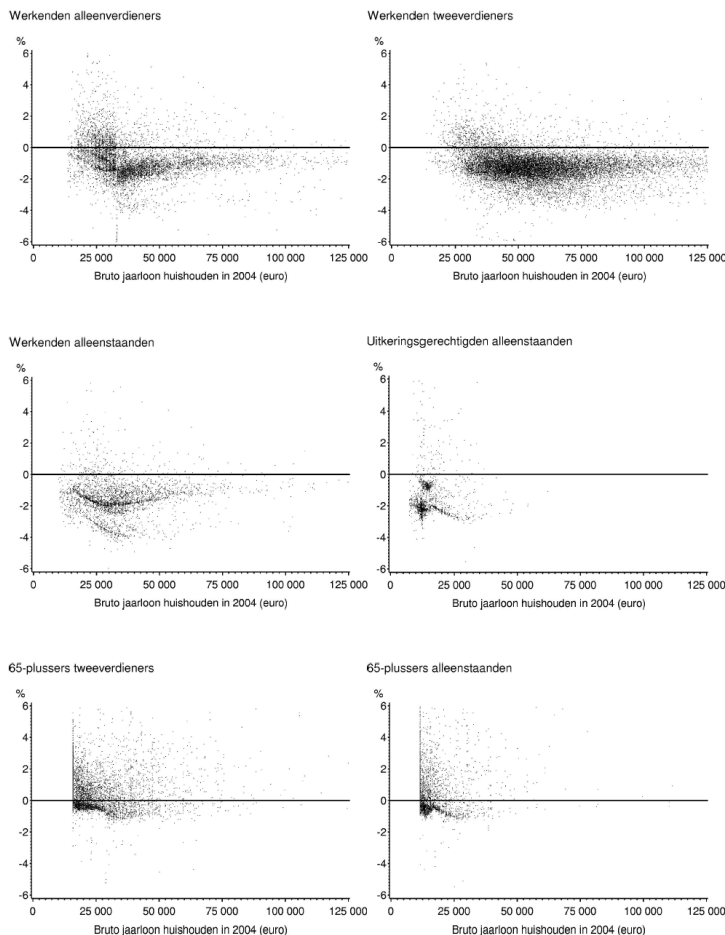 Werkenden alleenverdieners
%
6
4
2
0
-2
-4
-6
0 25 000 50 000 75 000 100 000 125 000
Bruto jaarloon huishouden in 2004 (euro)
Werkenden tweeverdieners
%
6
4
2
0
-2
-4
-6
0 25 000 50 000 75 000 100 000 125 000
Bruto jaarloon huishouden in 2004 (euro)
Werkenden alleenstaanden
%
6
4
2
0
-2
-4
-6
0 25 000 50 000 75 000 100 000 125 000
Bruto jaarloon huishouden in 2004 (euro)
Uitkeringsgerechtigden alleenstaanden
%
6
4
2
0
-2
-4
-6
0 25 000 50 000 75 000 100 000 125 000
Bruto jaarloon huishouden in 2004 (euro)
65-plussers tweeverdieners
%
6
4
2
0
-2
-4
-6
0 25 000 50 000 75 000 100 000 125 000
Bruto jaarloon huishouden in 2004 (euro)
65-plussers alleenstaanden
%
6
4
2
0
-2
-4
-6
0 25 000 50 000 75 000 100 000 125 000
Bruto jaarloon huishouden in 2004 (euro)